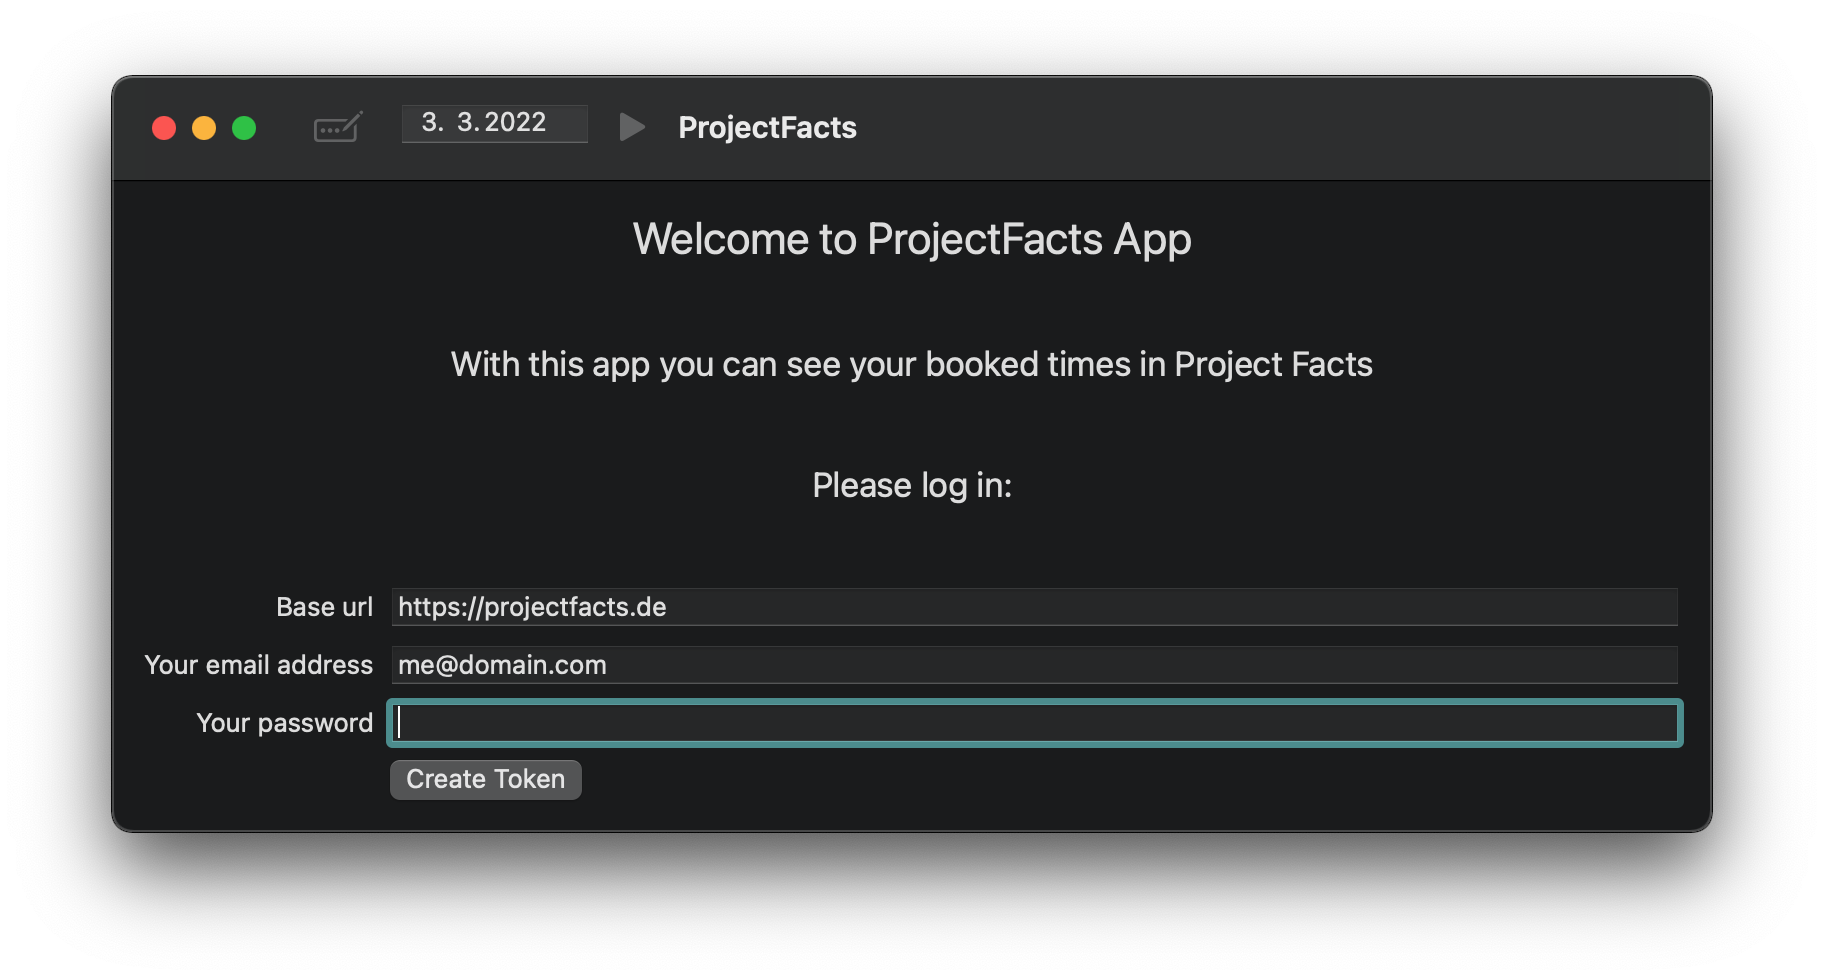 3. 3.2022 ProjectFacts
Welcome to ProjectFacts App
With this app you can see your booked times in Project Facts
Please log in:
Base url https://projectfacts.de
Your email address me@domain.com
Your password
Create Token